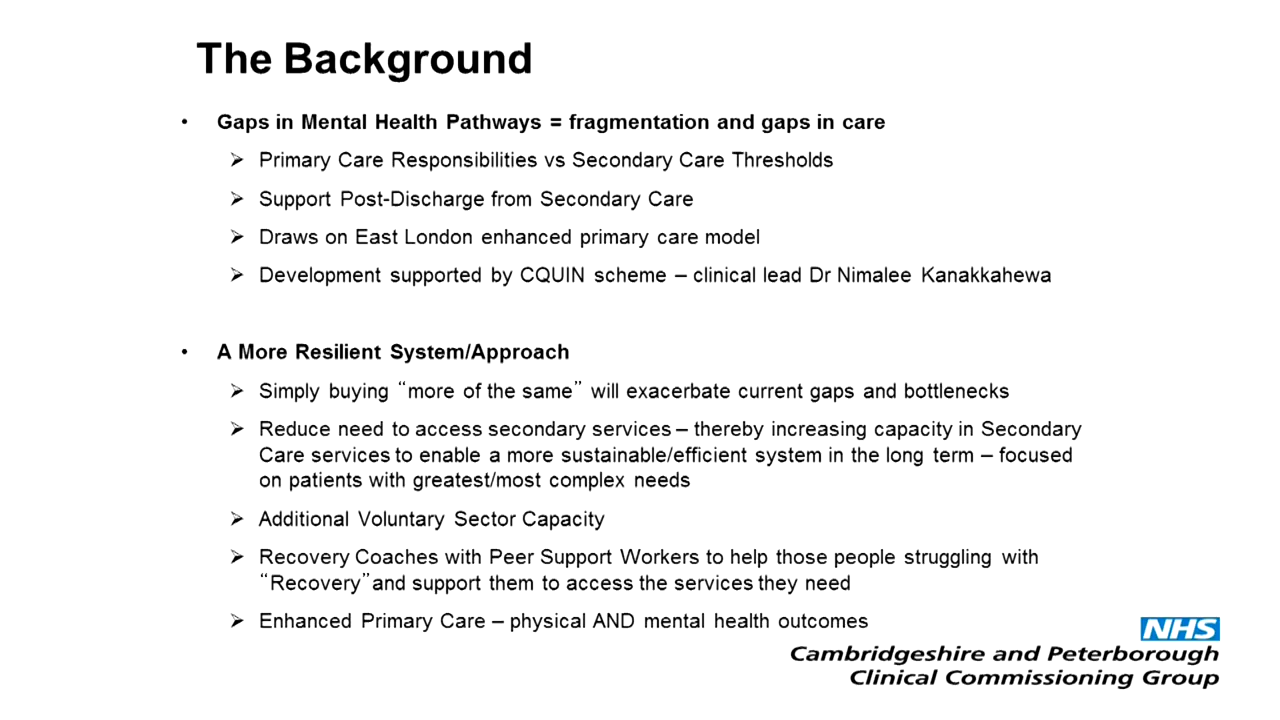 The Background
• Gaps in Mental Health Pathways = fragmentation and gaps in care
➢ Primary Care Responsibilities vs Secondary Care Thresholds
➢ Support Post-Discharge from Secondary Care
➢ Draws on East London enhanced primary care model
➢ Development supported by CQUIN scheme – clinical lead Dr Nimalee Kanakkahewa
• A More Resilient System/Approach
➢ Simply buying “more of the same” will exacerbate current gaps and bottlenecks
➢ Reduce need to access secondary services – thereby increasing capacity in Secondary
Care services to enable a more sustainable/efficient system in the long term – focused
on patients with greatest/most complex needs
➢ Additional Voluntary Sector Capacity
➢ Recovery Coaches with Peer Support Workers to help those people struggling with
“Recovery”and support them to access the services they need
➢ Enhanced Primary Care – physical AND mental health outcomes
NHS
Cambridgeshire and Peterborough
Clinical Commissioning Group